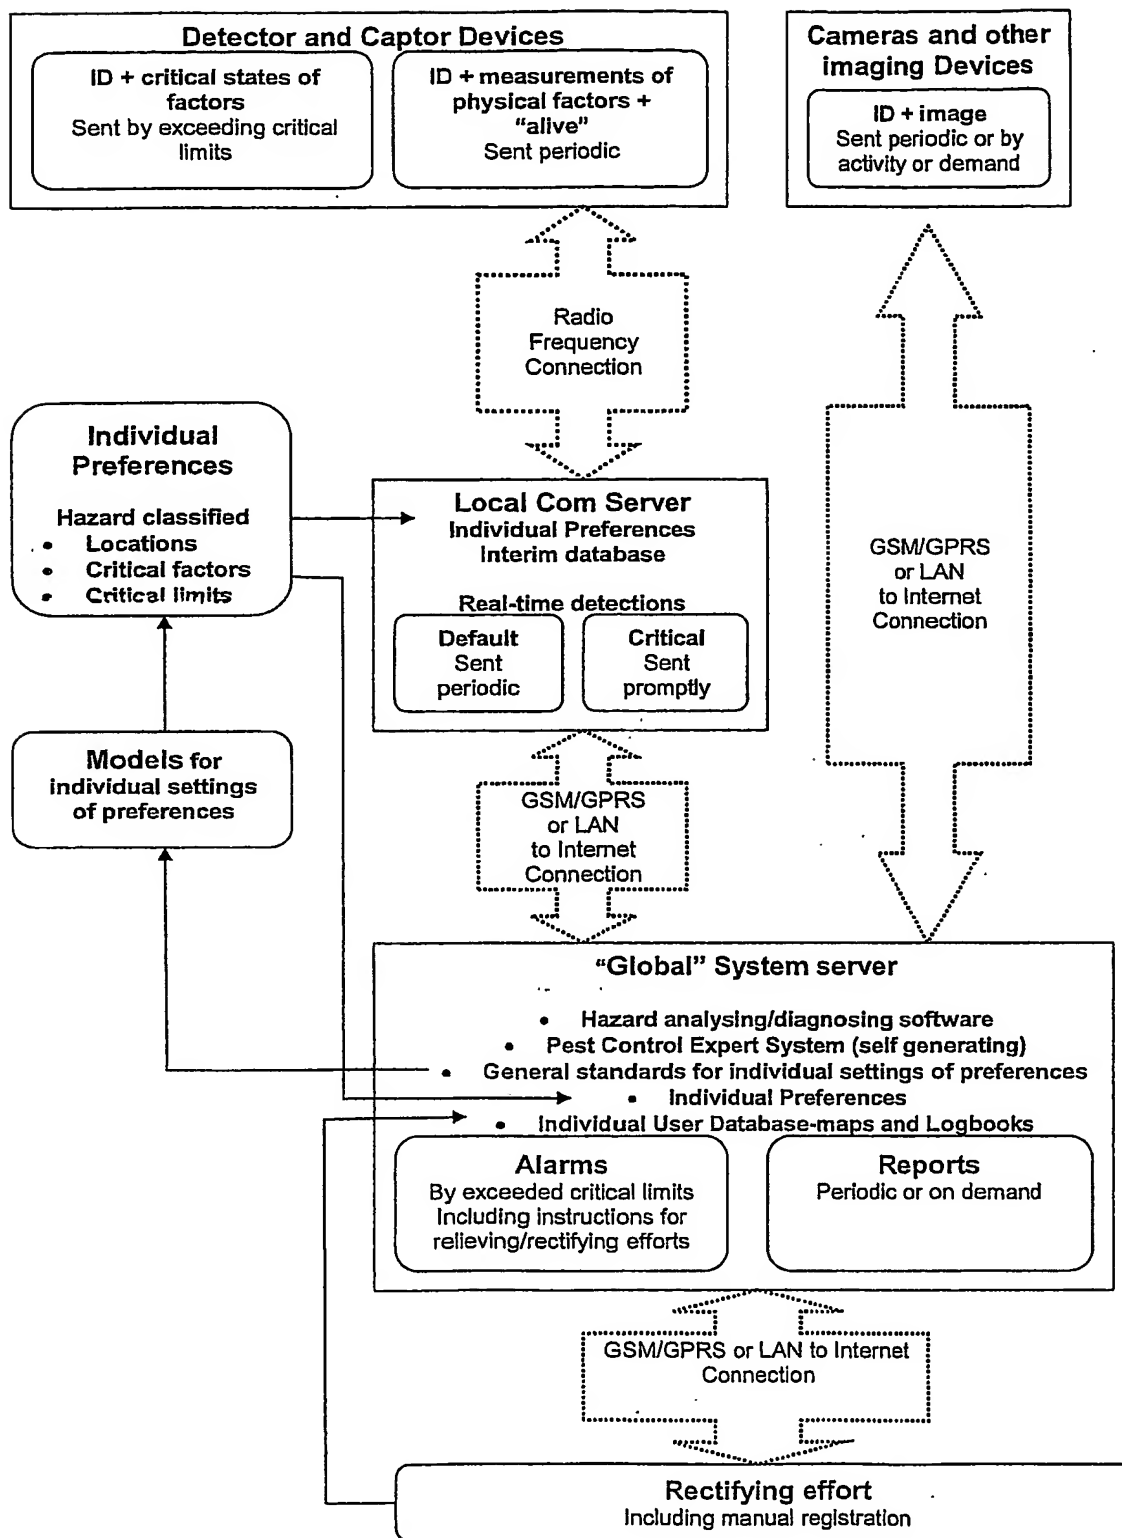 Detector and Captor Devices
ID + critical states of
factors
Sent by exceeding critical
limits
ID + measurements of
physical factors +
“alive”
Sent periodic
Cameras and other
imaging Devices
ID + image
Sent periodic or by
activity or demand
Radio
Frequency
Connection
Individual
Preferences
Hazard classified
• Locations
• Critical factors
• Critical limits
Local Com Server
Individual Preferences
Interim database
Real-time detections
Default
Sent
periodic
Critical
Sent
promptly
GSM/GPRS
or LAN
to Internet
Connection
Models for
individual settings
of preferences
GSM/GPRS
or LAN
to Internet
Connection
“Global” System server
• Hazard analysing/diagnosing software
• Pest Control Expert System (self generating)
• General standards for individual settings of preferences
• Individual Preferences
• Individual User Database-maps and Logbooks
Alarms
By exceeded critical limits
Including instructions for
relieving/rectifying efforts
Reports
Periodic or on demand
GSM/GPRS or LAN to Internet
Connection
Rectifying effort
Including manual registration